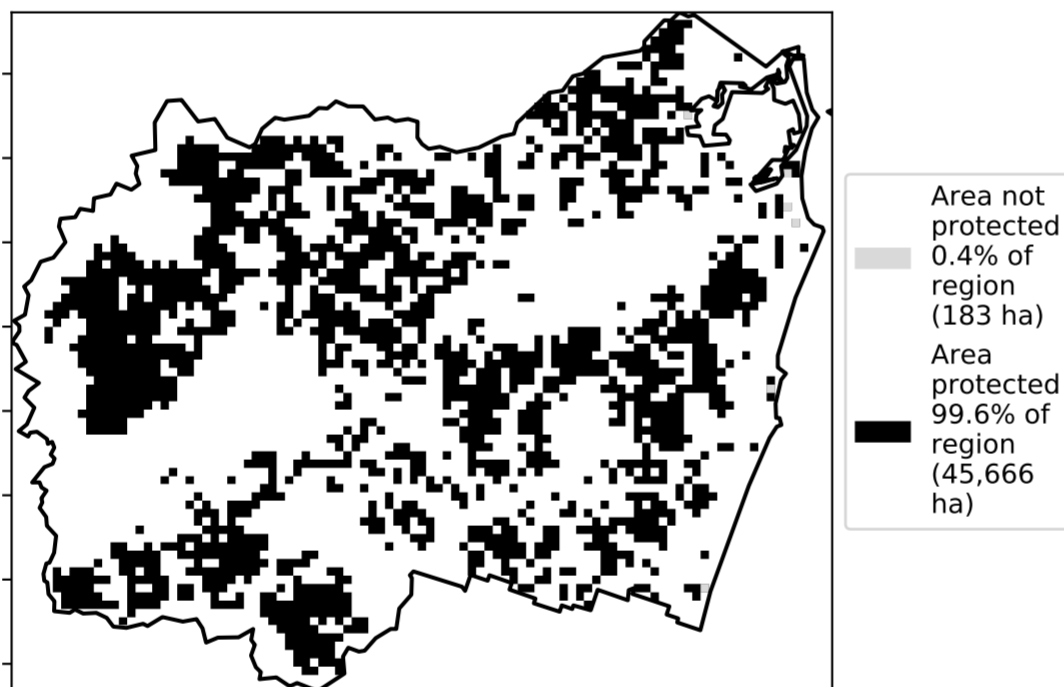 Area not
protected
0.4% of
region
(183 ha)
Area
protected
99.6% of
region
(45,666
ha)